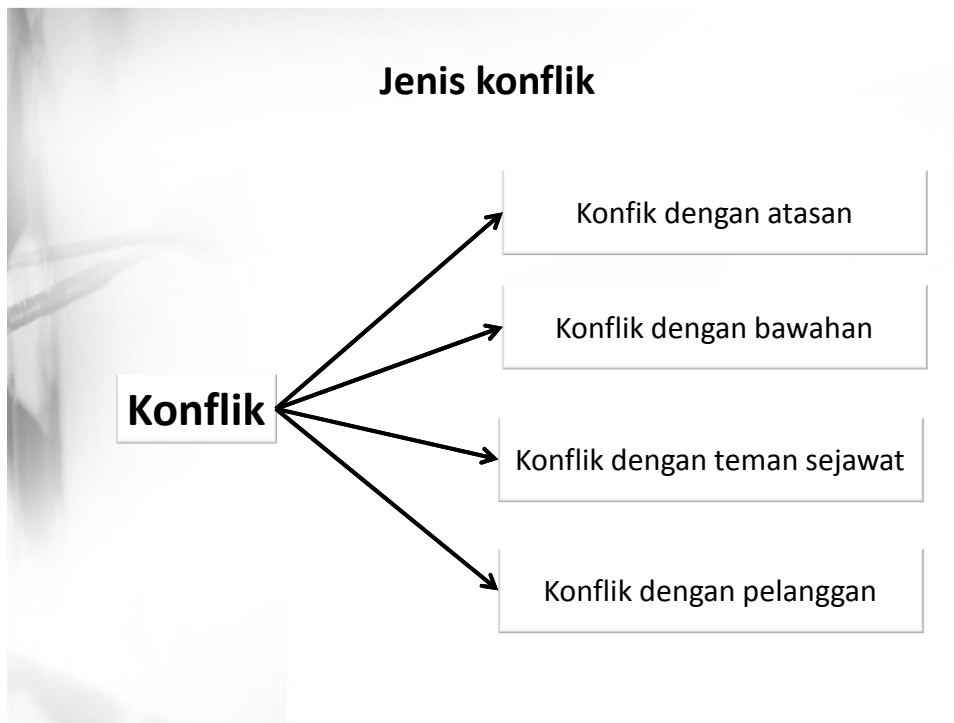 Jenis konflik
Konfik dengan atasan
Konflik dengan bawahan
Konflik
Konflik dengan teman sejawat
Konflik dengan pelanggan